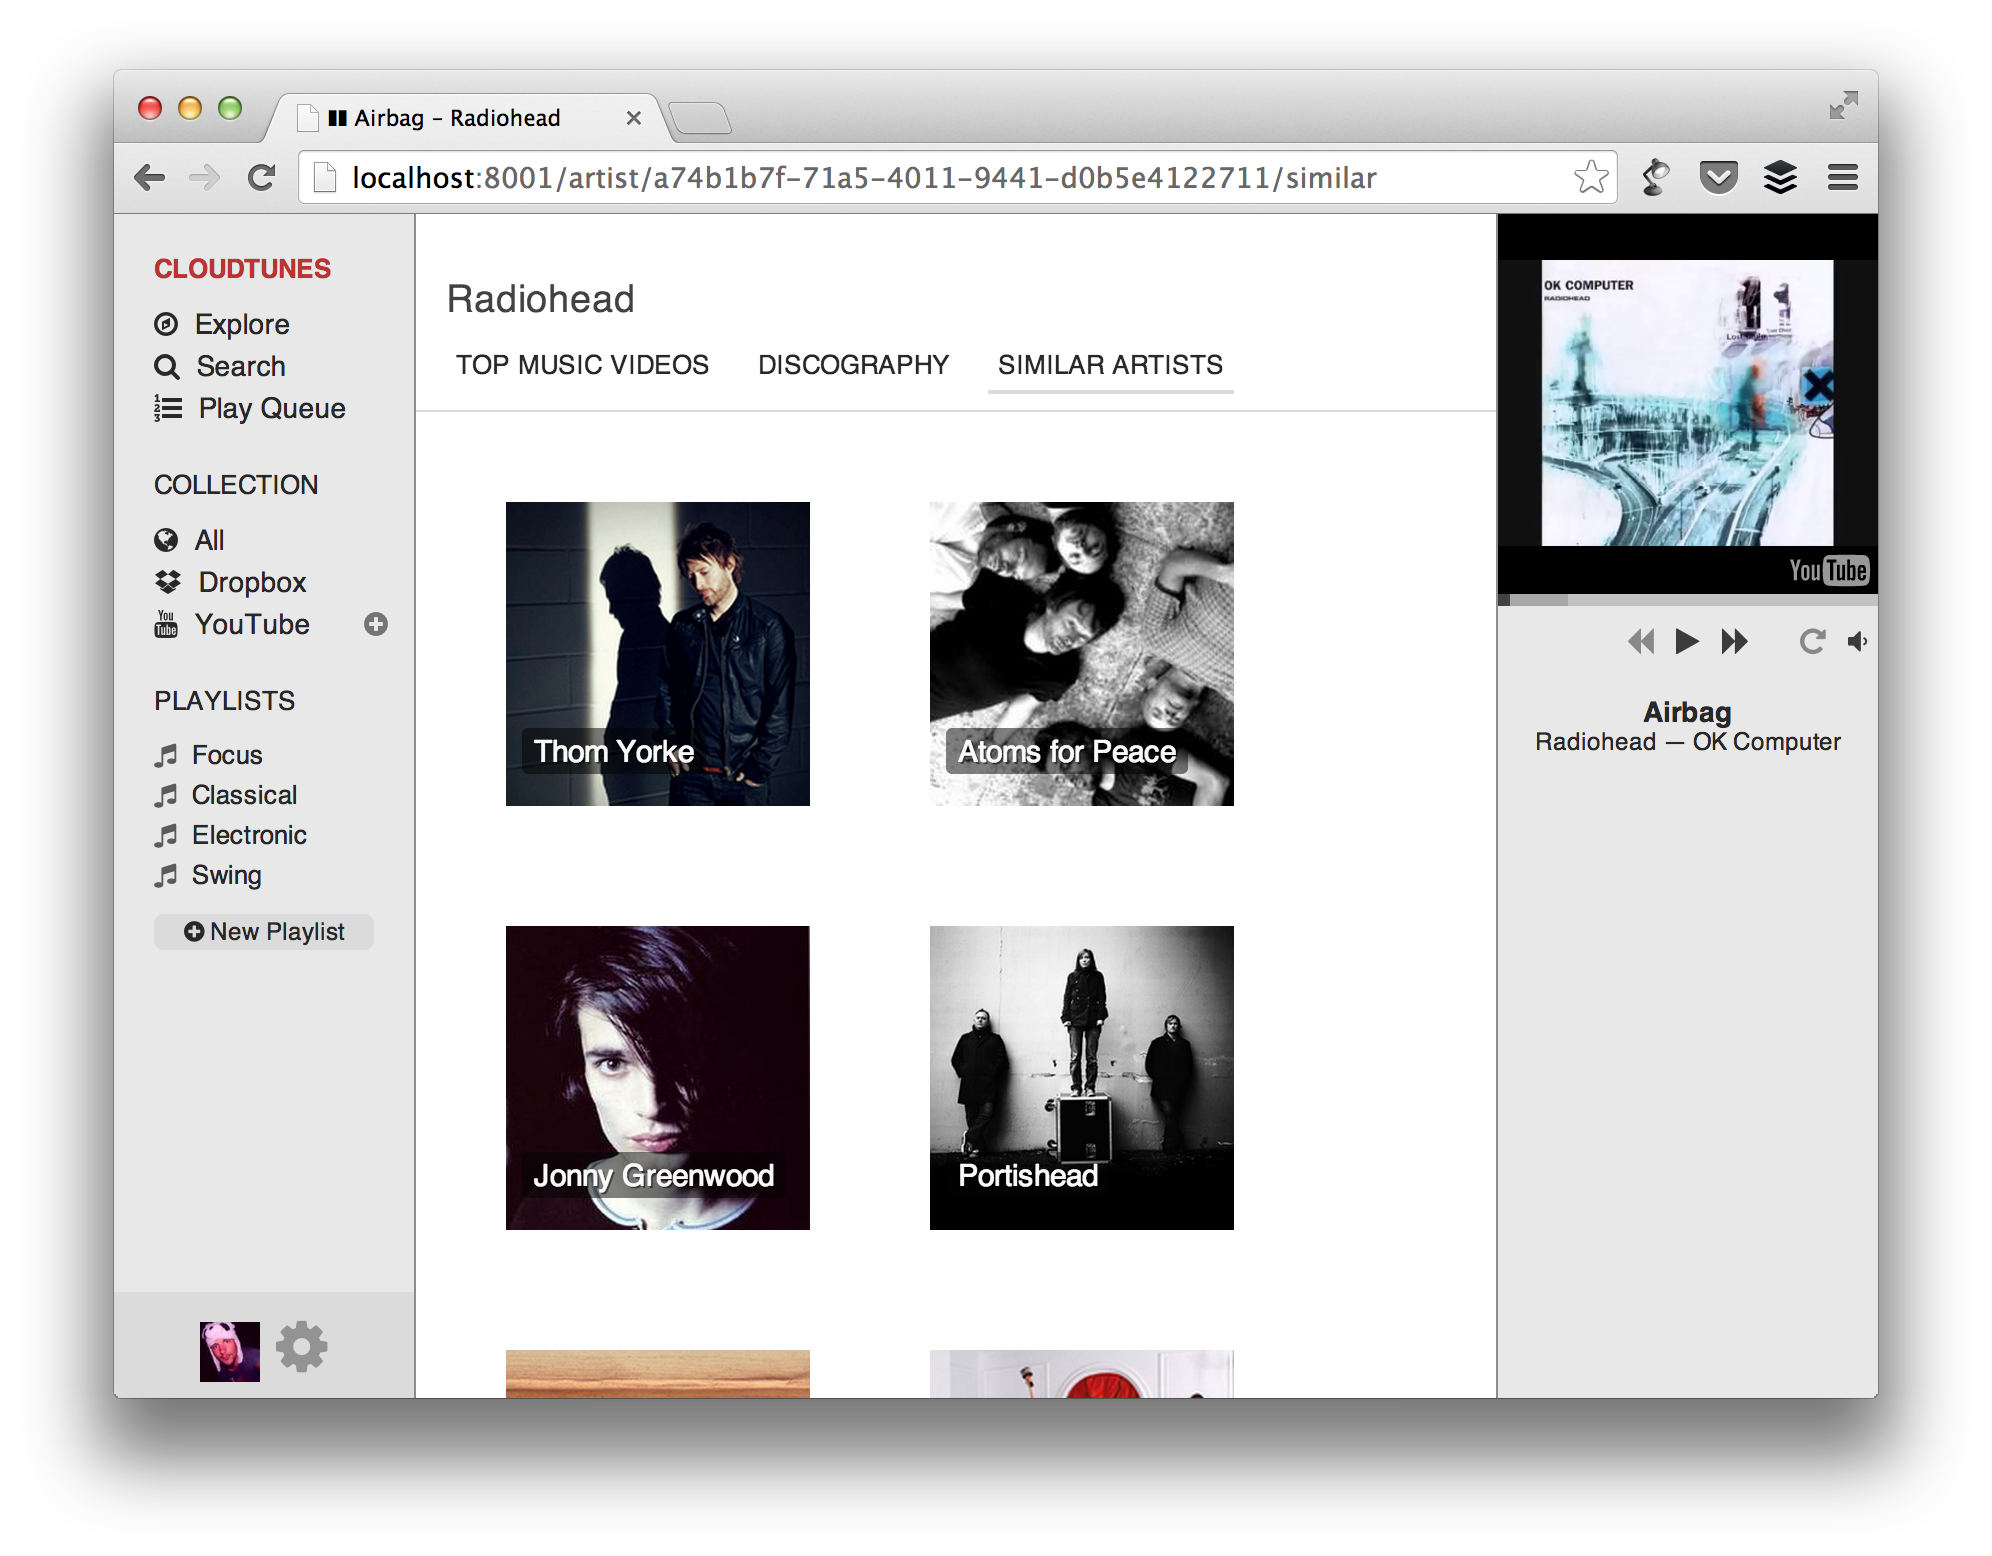 Airbag – Radiohead
localhost:8001/artist/a74b1b7f-71a5-4011-9441-d0b5e4122711/similar
CLOUDTUNES
Explore
Search
Play Queue
COLLECTION
All
Dropbox
YouTube
PLAYLISTS
Focus
Classical
Electronic
Swing
New Playlist
Radiohead
TOP MUSIC VIDEOS
DISCOGRAPHY
SIMILAR ARTISTS
Thom Yorke
Atoms for Peace
Jonny Greenwood
Portishead
OK COMPUTER
RADIOHEAD
YouTube
Airbag
Radiohead — OK Computer